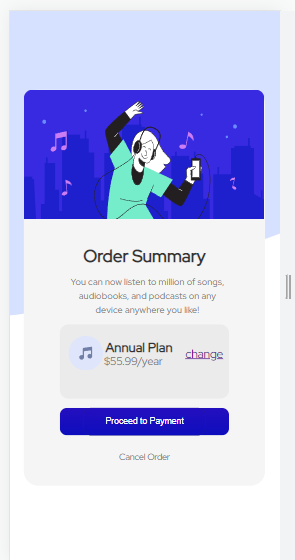 Order Summary
You can now listen to million of songs,
audiobooks, and podcasts on any
device anywhere you like!
Annual Plan
$55.99/year
change
Proceed to Payment
Cancel Order